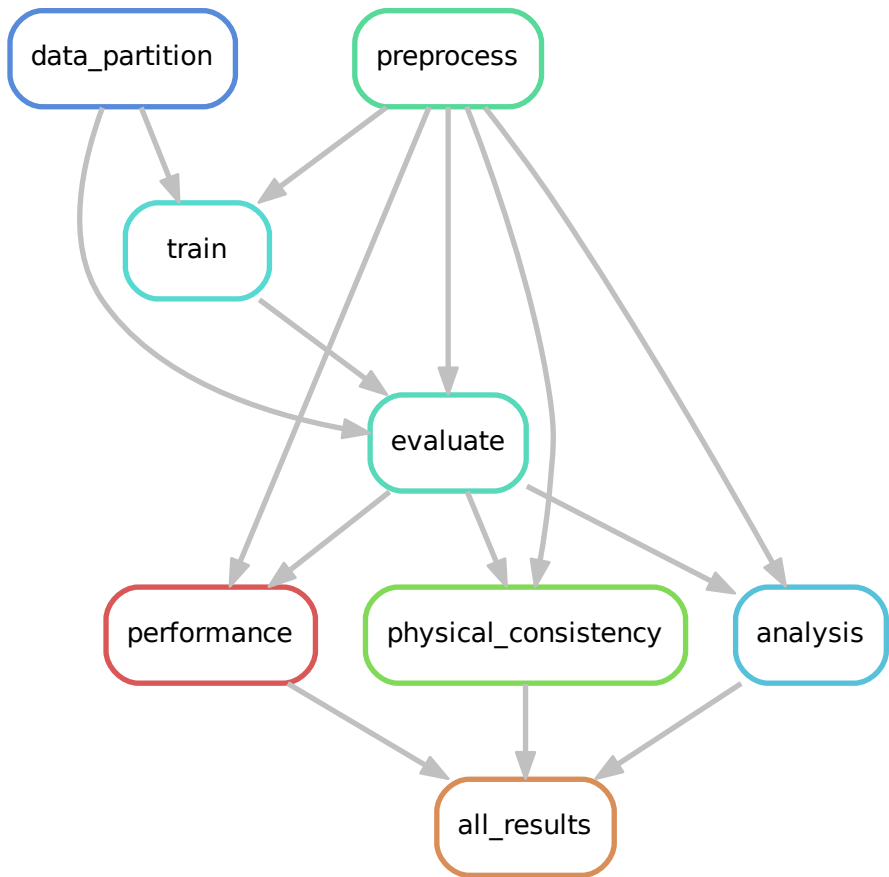 data_partition
preprocess
train
evaluate
performance
physical_consistency
analysis
all_results